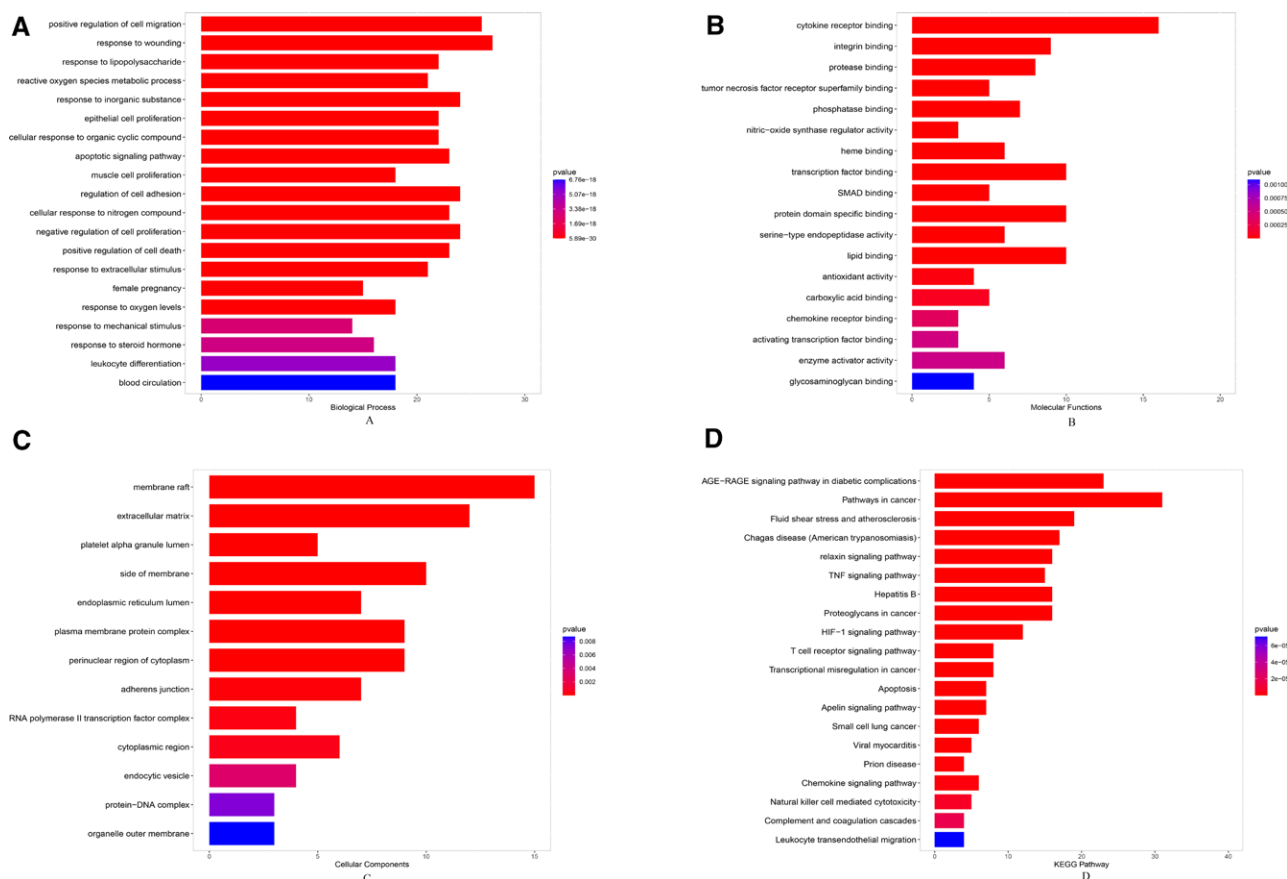 A
positive regulation of cell migration
response to wounding
response to lipopolysaccharide
reactive oxygen species metabolic process
response to inorganic substance
epithelial cell proliferation
cellular response to organic cyclic compound
apoptotic signaling pathway
muscle cell proliferation
regulation of cell adhesion
cellular response to nitrogen compound
negative regulation of cell proliferation
positive regulation of cell death
response to extracellular stimulus
female pregnancy
response to oxygen levels
response to mechanical stimulus
response to steroid hormone
leukocyte differentiation
blood circulation
0 10 20 30
Biological Process
A
pvalue
6.76e-18
5.07e-18
3.38e-18
1.69e-18
5.89e-30
B
cytokine receptor binding
integrin binding
protease binding
tumor necrosis factor receptor superfamily binding
phosphatase binding
nitric-oxide synthase regulator activity
heme binding
transcription factor binding
SMAD binding
protein domain specific binding
serine-type endopeptidase activity
lipid binding
antioxidant activity
carboxylic acid binding
chemokine receptor binding
activating transcription factor binding
enzyme activator activity
glycosaminoglycan binding
0 5 10 15 20
Molecular Functions
B
pvalue
0.00100
0.00075
0.00050
0.00025
C
membrane raft
extracellular matrix
platelet alpha granule lumen
side of membrane
endoplasmic reticulum lumen
plasma membrane protein complex
perinuclear region of cytoplasm
adherens junction
RNA polymerase II transcription factor complex
cytoplasmic region
endocytic vesicle
protein-DNA complex
organelle outer membrane
0 5 10 15
Cellular Components
C
pvalue
0.008
0.006
0.004
0.002
D
AGE-RAGE signaling pathway in diabetic complications
Pathways in cancer
Fluid shear stress and atherosclerosis
Chagas disease (American trypanosomiasis)
relaxin signaling pathway
TNF signaling pathway
Hepatitis B
Proteoglycans in cancer
HIF-1 signaling pathway
T cell receptor signaling pathway
Transcriptional misregulation in cancer
Apoptosis
Apelin signaling pathway
Small cell lung cancer
Viral myocarditis
Prion disease
Chemokine signaling pathway
Natural killer cell mediated cytotoxicity
Complement and coagulation cascades
Leukocyte transendothelial migration
0 10 20 30 40
KEGG Pathway
D
pvalue
6e-05
4e-05
2e-05